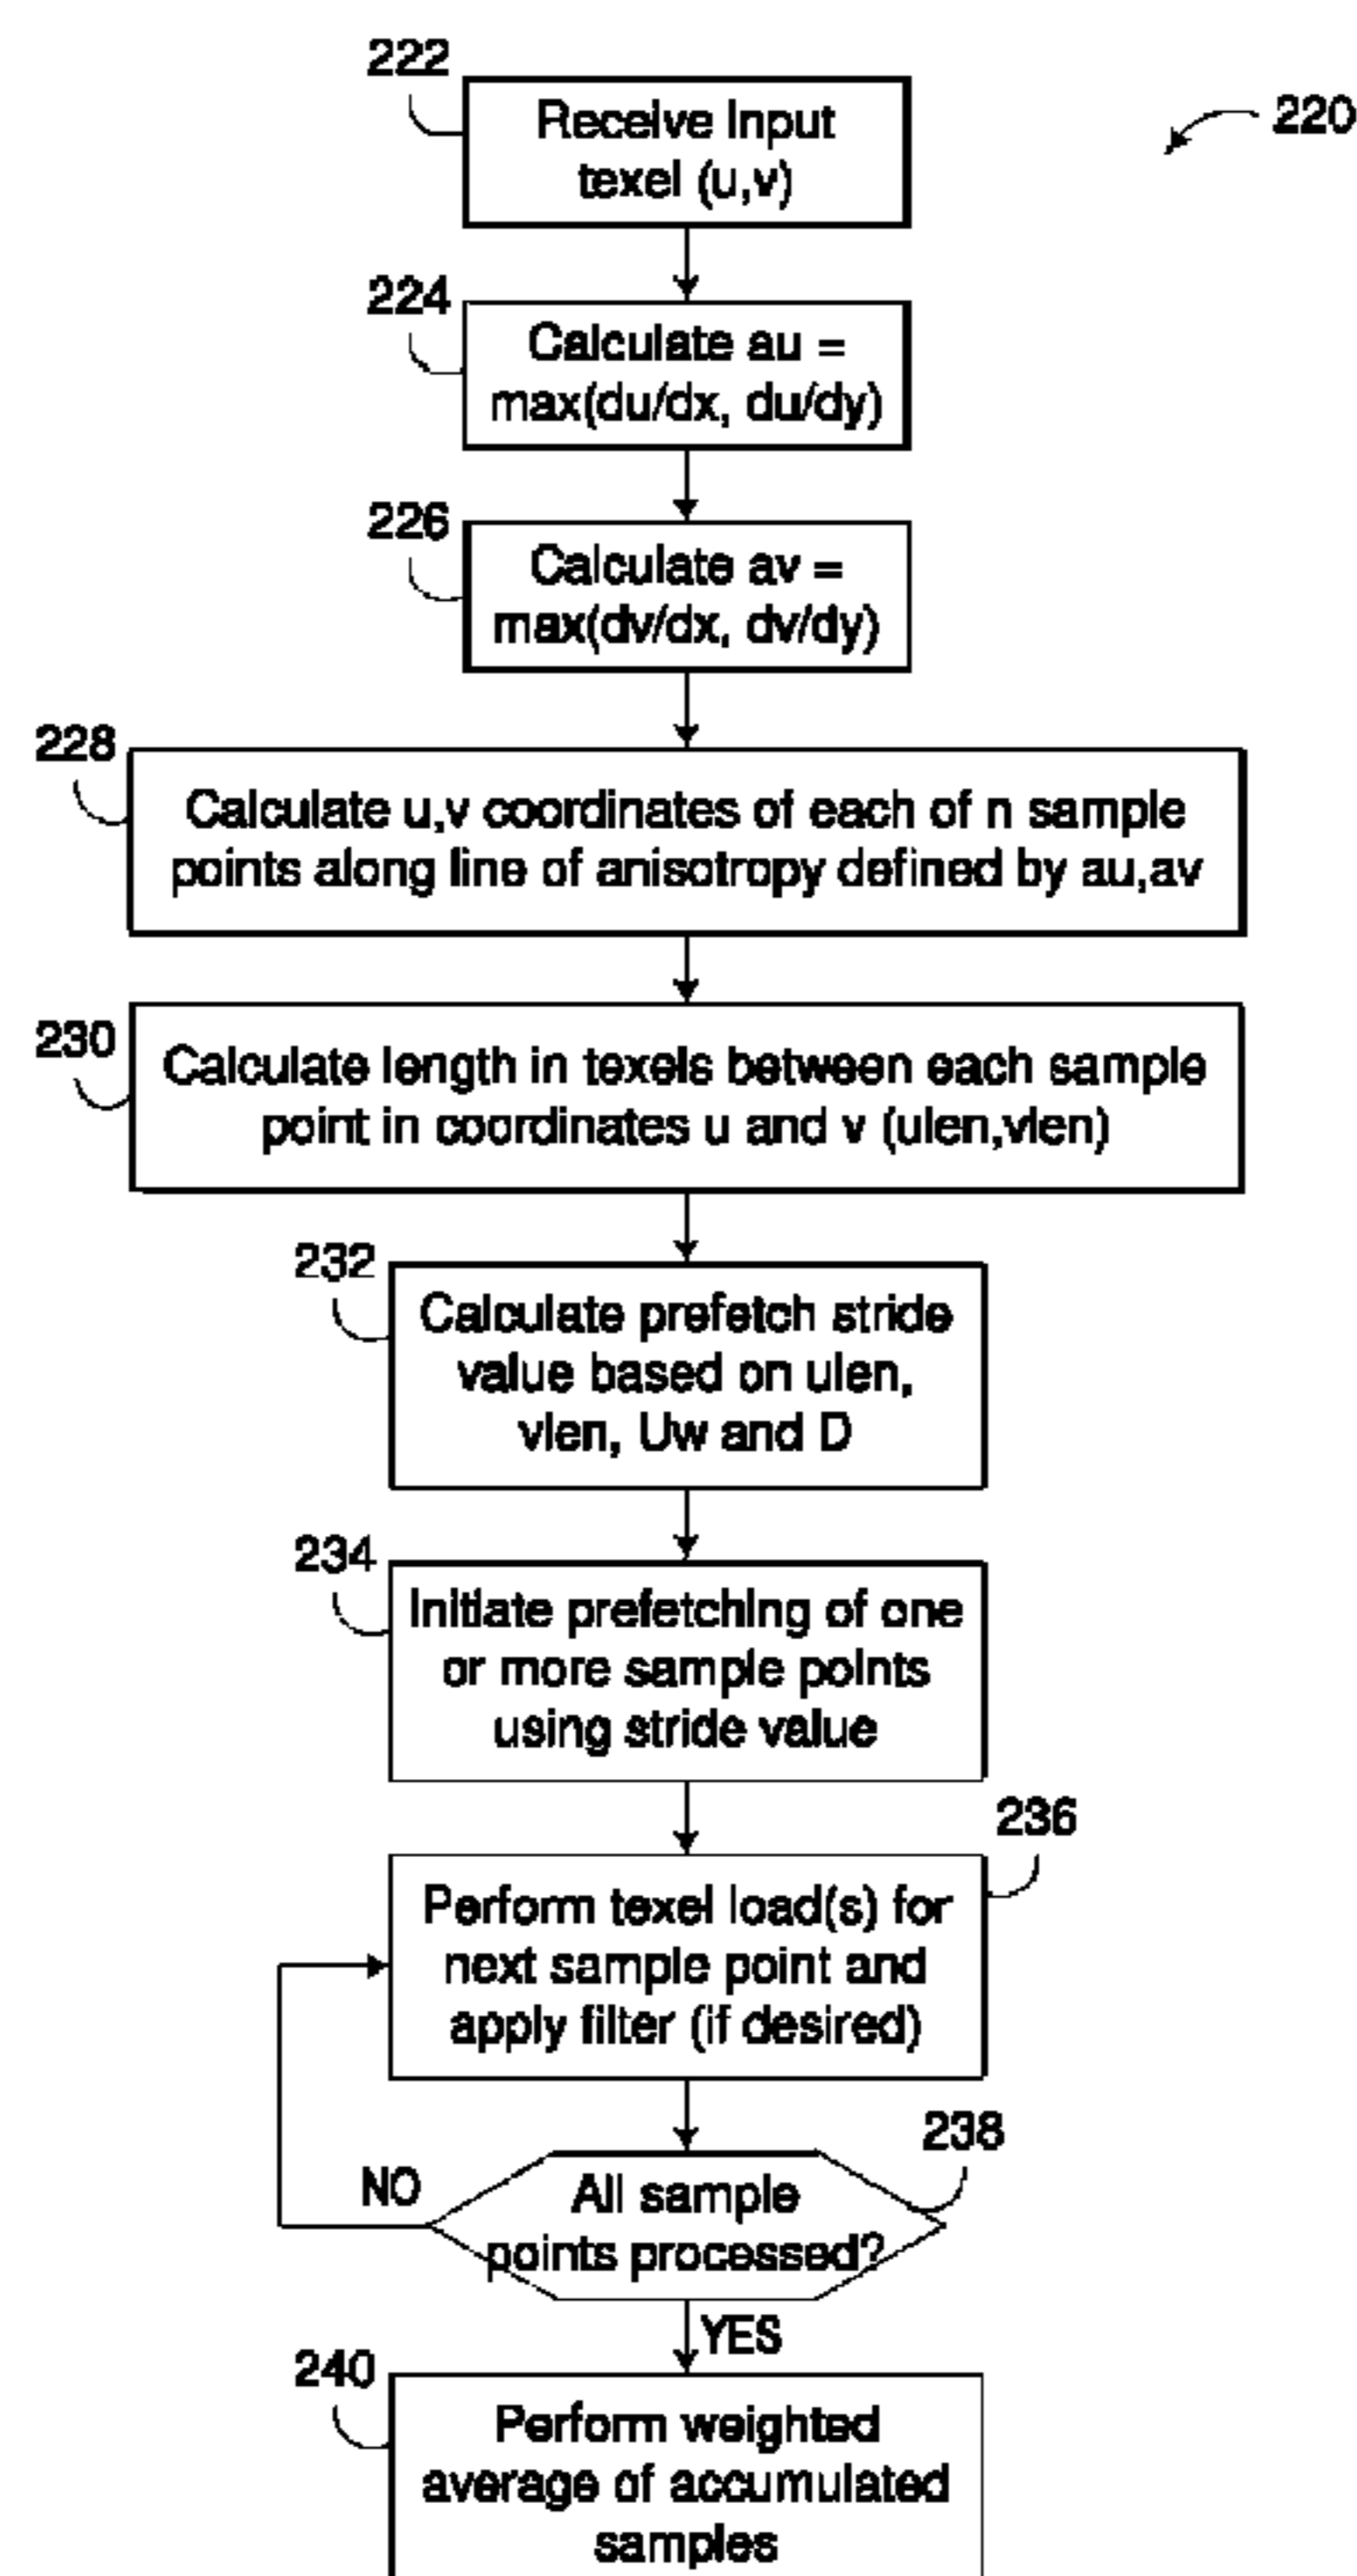 222
Receive Input
texel (u,v)
220
224
Calculate au =
max(du/dx, du/dy)
226
Calculate av =
max(dv/dx, dv/dy)
228
Calculate u,v coordinates of each of n sample
points along line of anisotropy defined by au,av
230
Calculate length in texels between each sample
point in coordinates u and v (ulen,vlen)
232
Calculate prefetch stride
value based on ulen,
vlen, Uw and D
234
Initiate prefetching of one
or more sample points
using stride value
236
Perform texel load(s) for
next sample point and
apply filter (if desired)
238
NO
All sample
points processed?
YES
240
Perform weighted
average of accumulated
samples